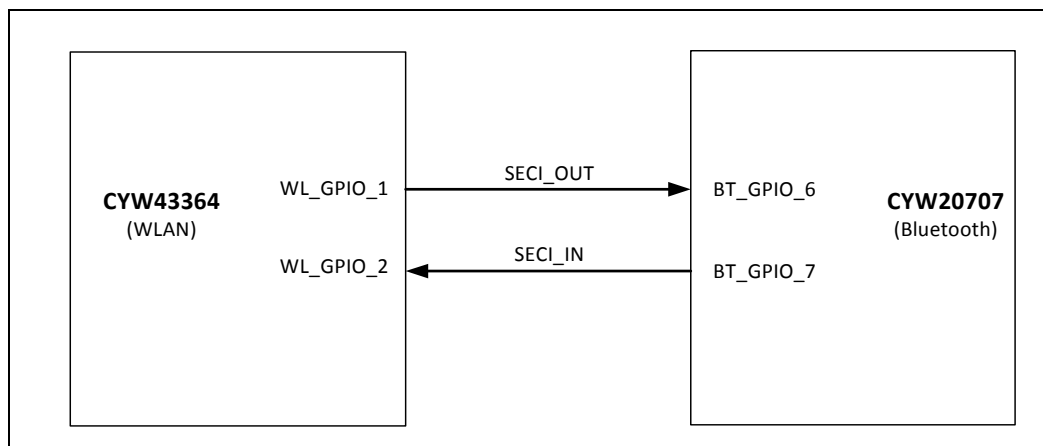 SECI_OUT
WL_GPIO_1
BT_GPIO_6
CYW43364
(WLAN)
CYW20707
(Bluetooth)
SECI_IN
WL_GPIO_2
BT_GPIO_7